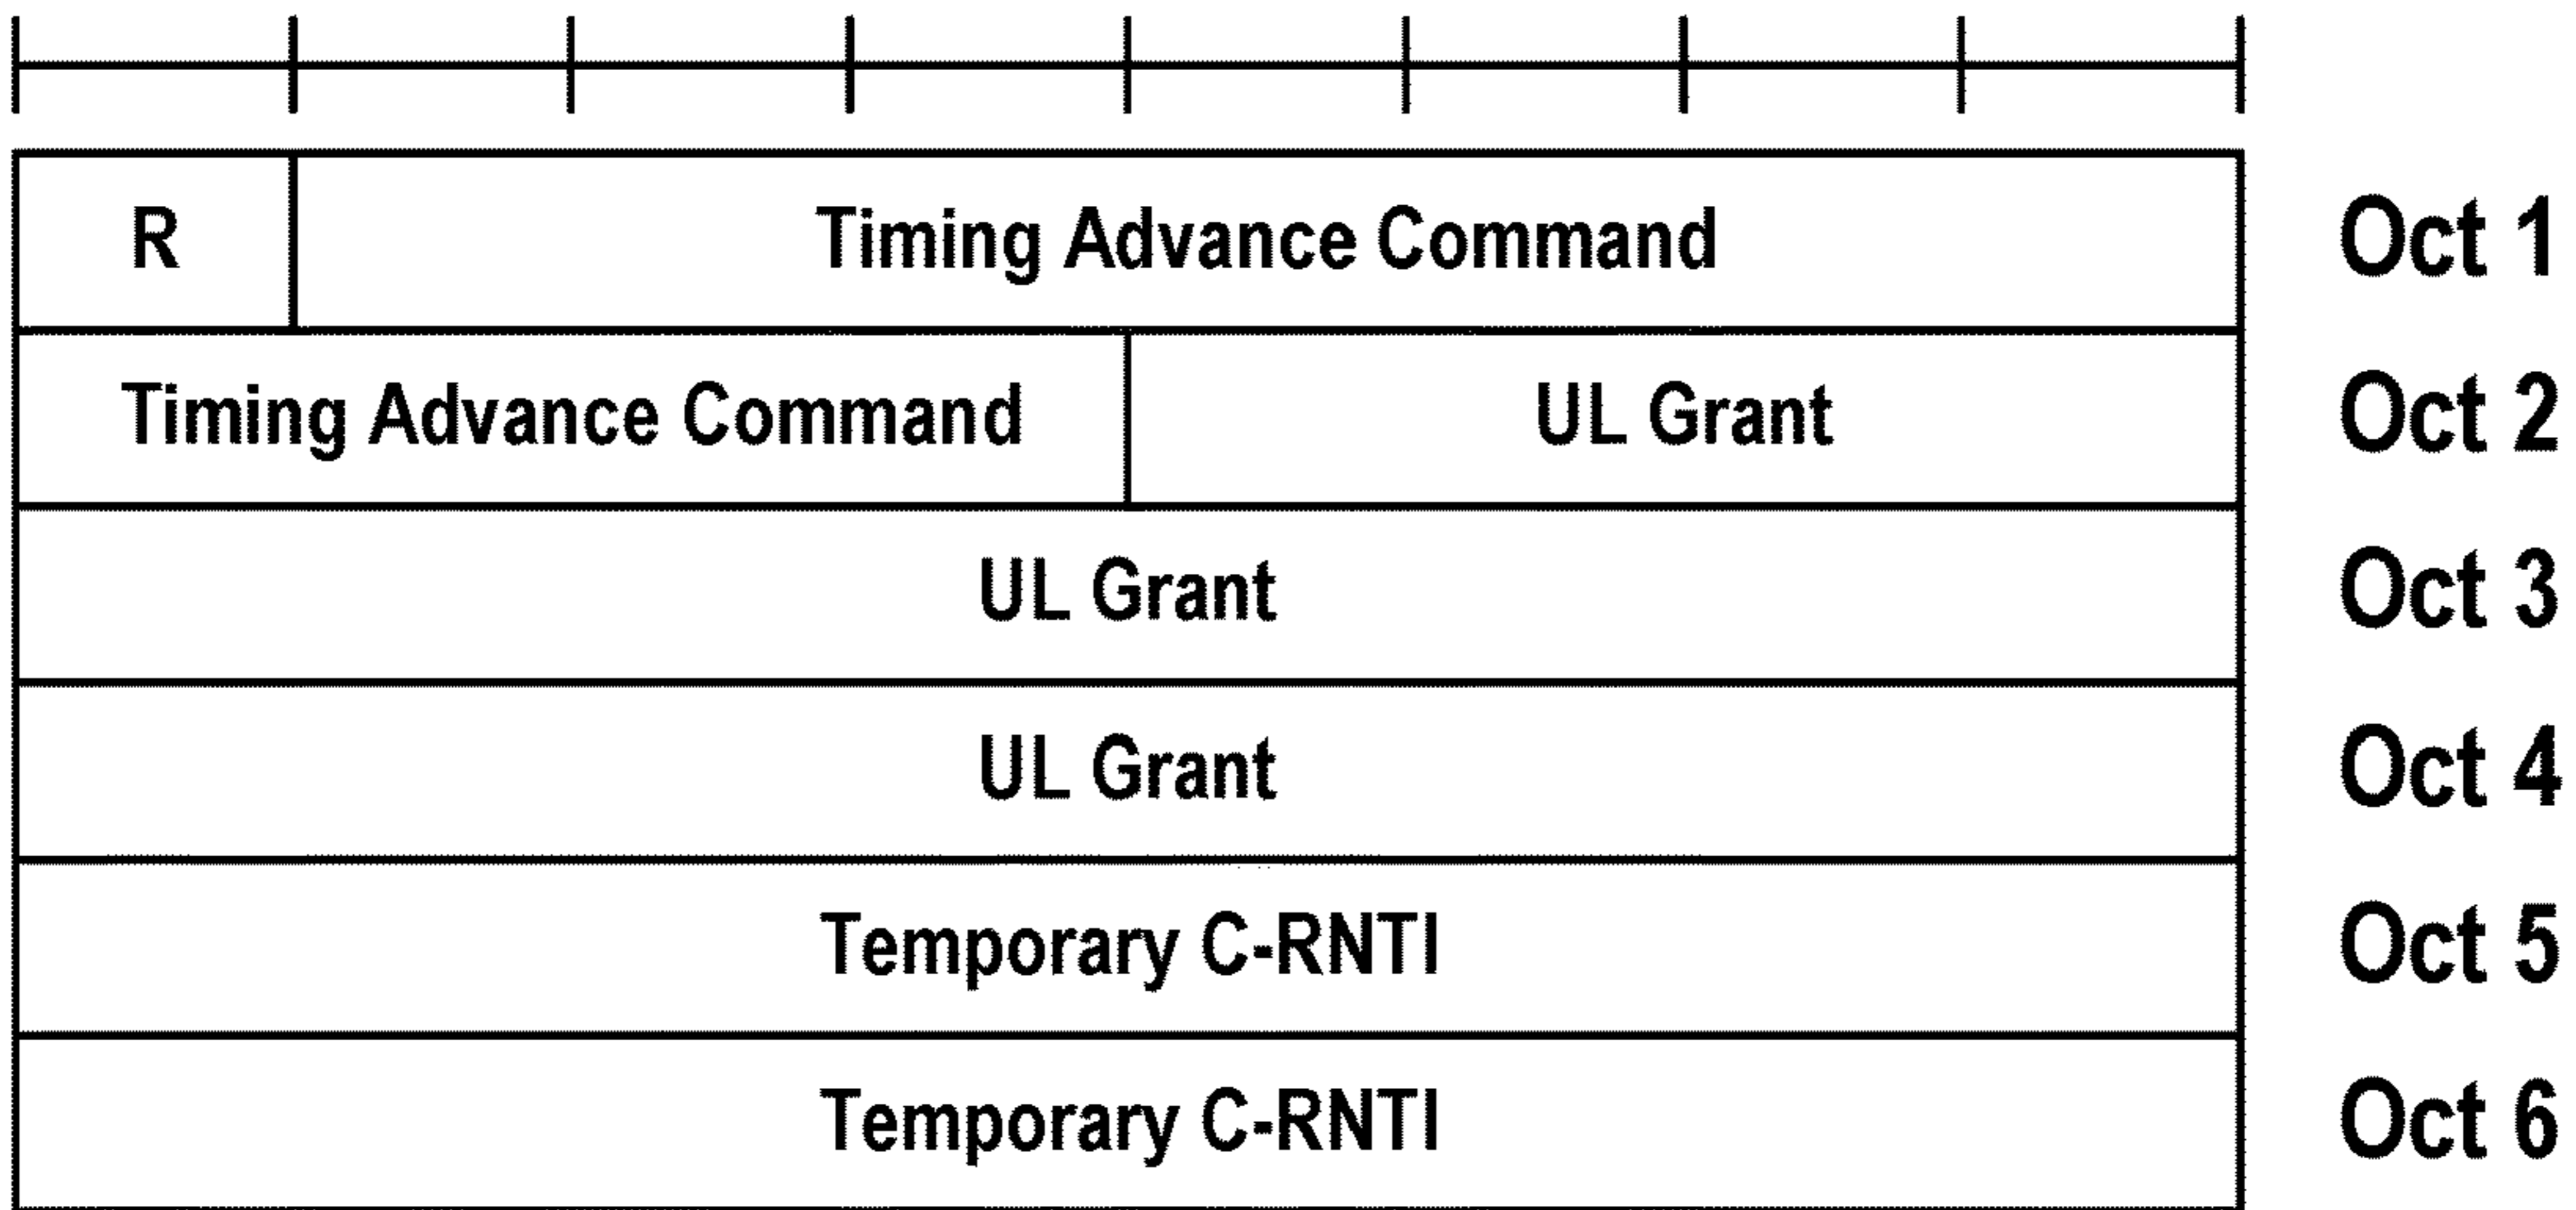 R Timing Advance Command Oct 1
Timing Advance Command UL Grant Oct 2
UL Grant Oct 3
UL Grant Oct 4
Temporary C-RNTI Oct 5
Temporary C-RNTI Oct 6